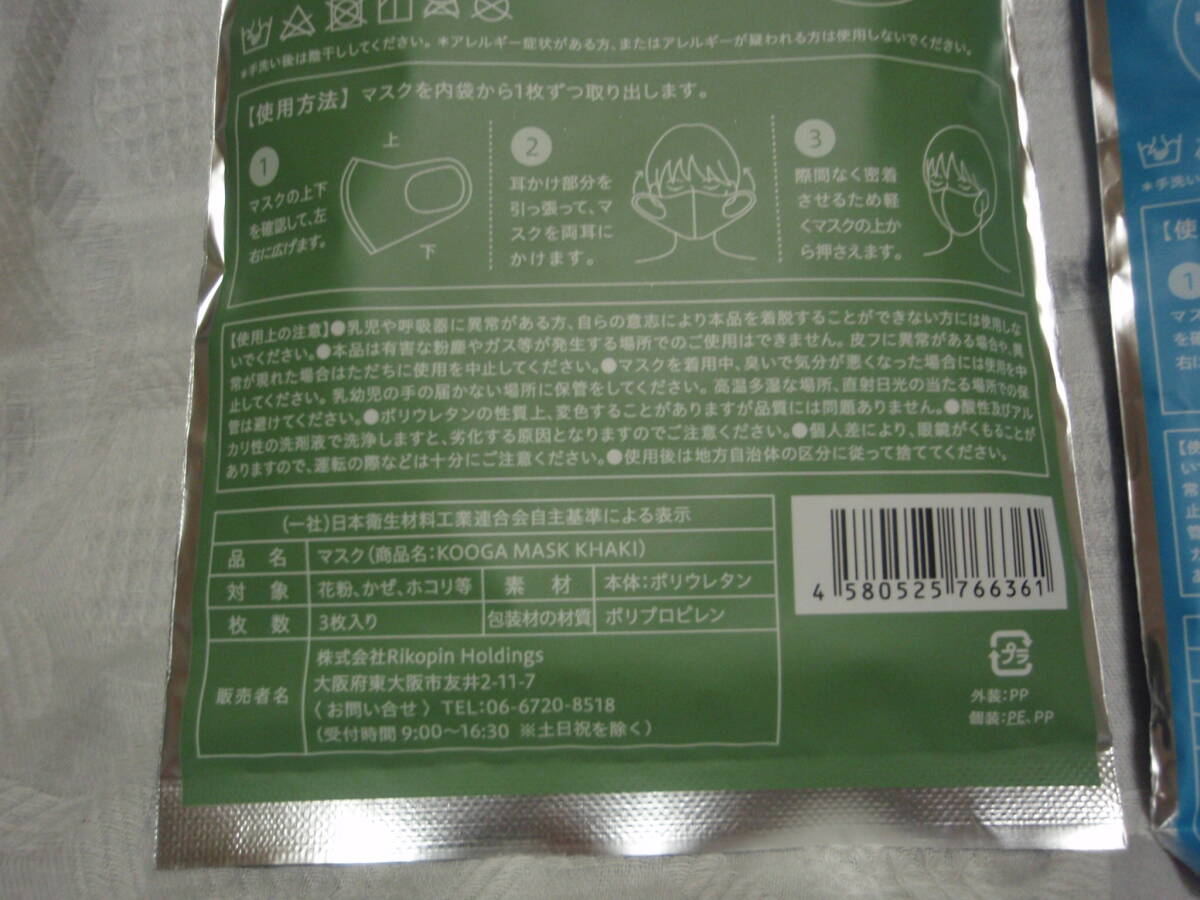 *手洗い後は陰干ししてください。*アレルギー症状がある方、またはアレルギーが疑われる方は使用しないでください。
【使用方法】マスクを内袋から1枚ずつ取り出します。
1
マスクの上下
を確認して、左
右に広げます。
上
下
2
耳かけ部分を
引っ張って、マ
スクを両耳に
かけます。
3
隙間なく密着
させるため軽
くマスクの上か
ら押さえます。
【使用上の注意】●乳児や呼吸器に異常がある方、自らの意志により本品を着脱することができない方には使用しな
いでください。●本品は有害な粉塵やガス等が発生する場所でのご使用はできません。皮フに異常がある場合や、異
常が現れた場合はただちに使用を中止してください。●マスクを着用中、臭いで気分が悪くなった場合には使用を中
止してください。乳幼児の手の届かない場所に保管をしてください。高温多湿な場所、直射日光の当たる場所での保
管は避けてください。●ポリウレタンの性質上、変色することがありますが品質には問題ありません。●酸性及びアル
カリ性の洗剤液で洗浄しますと、劣化する原因となりますのでご注意ください。●個人差により、眼鏡がくもることが
ありますので、運転の際などは十分にご注意ください。●使用後は地方自治体の区分に従って捨ててください。
(一社)日本衛生材料工業連合会自主基準による表示
品 名 マスク(商品名:KOOGA MASK KHAKI)
対 象 花粉、かぜ、ホコリ等 素 材 本体:ポリウレタン
枚 数 3枚入り 包装材の材質 ポリプロピレン
販売者名
株式会社Rikopin Holdings
大阪府東大阪市友井2-11-7
〈お問い合せ〉TEL:06-6720-8518
(受付時間 9:00〜16:30 ※土日祝を除く)
4 580525 766361
プラ
外装:PP
個装:PE、PP
*手洗い
【使
1
マス
を確
右に
【使
い
常
止
管
カ